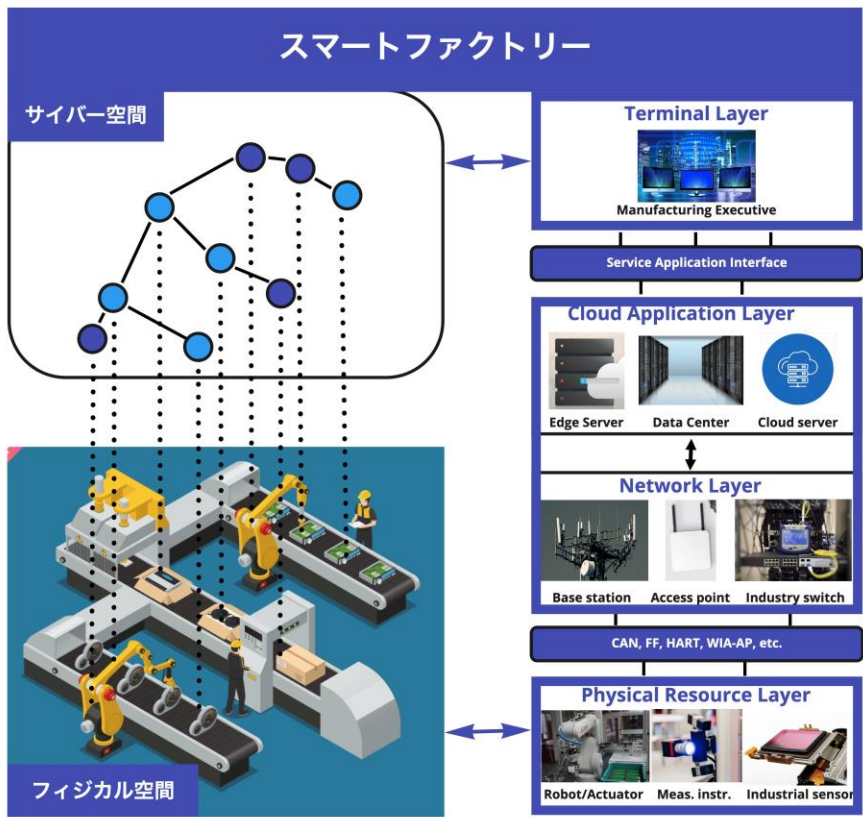 スマートファクトリー
サイバー空間
Terminal Layer
Manufacturing Executive
Service Application Interface
Cloud Application Layer
Edge Server
Data Center
Cloud server
Network Layer
Base station
Access point
Industry switch
CAN, FF, HART, WIA-AP, etc.
Physical Resource Layer
Robot/Actuator
Meas. instr.
Industrial sensor
フィジカル空間